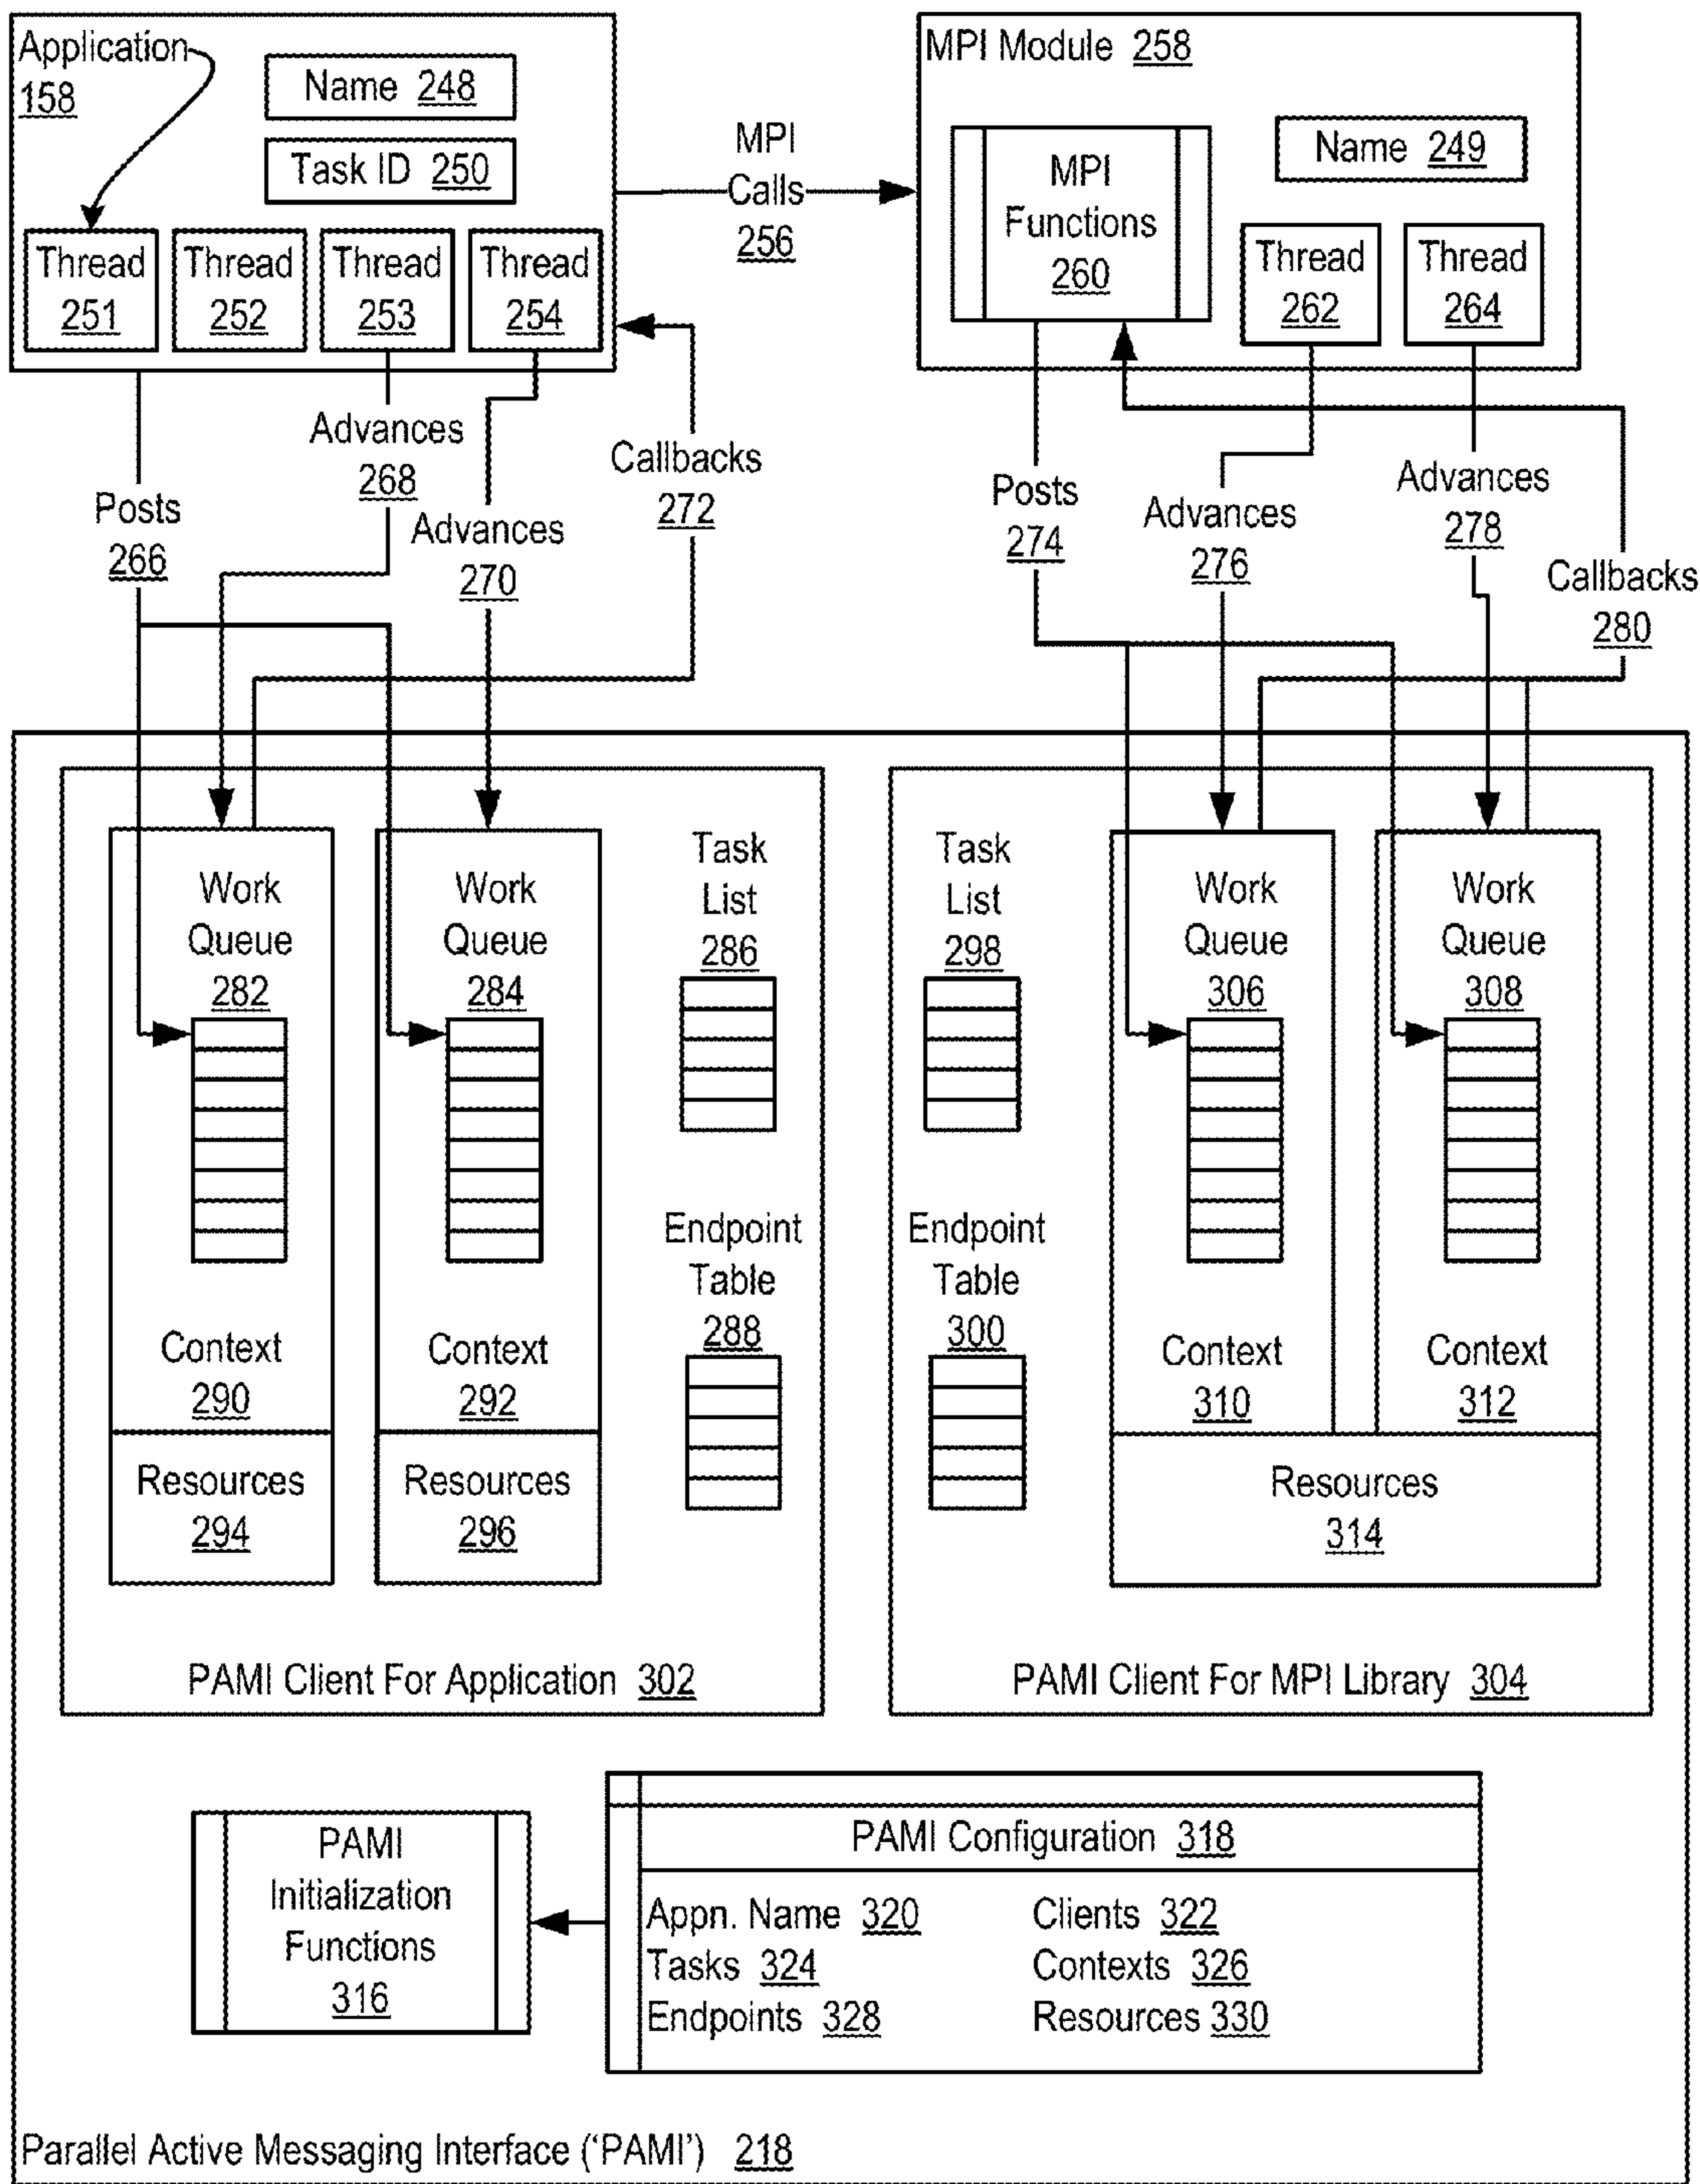 Application
158
Name 248
Task ID 250
Thread
251
Thread
252
Thread
253
Thread
254
MPI
Calls
256
MPI Module 258
MPI
Functions
260
Name 249
Thread
262
Thread
264
Posts
266
Advances
268
Advances
270
Callbacks
272
Posts
274
Advances
276
Advances
278
Callbacks
280
Work
Queue
282
Work
Queue
284
Task
List
286
Task
List
298
Work
Queue
306
Work
Queue
308
Endpoint
Table
288
Endpoint
Table
300
Context
290
Context
292
Context
310
Context
312
Resources
294
Resources
296
Resources
314
PAMI Client For Application 302
PAMI Client For MPI Library 304
PAMI
Initialization
Functions
316
PAMI Configuration 318
Appn. Name 320 Clients 322
Tasks 324 Contexts 326
Endpoints 328 Resources 330
Parallel Active Messaging Interface (‘PAMI’) 218